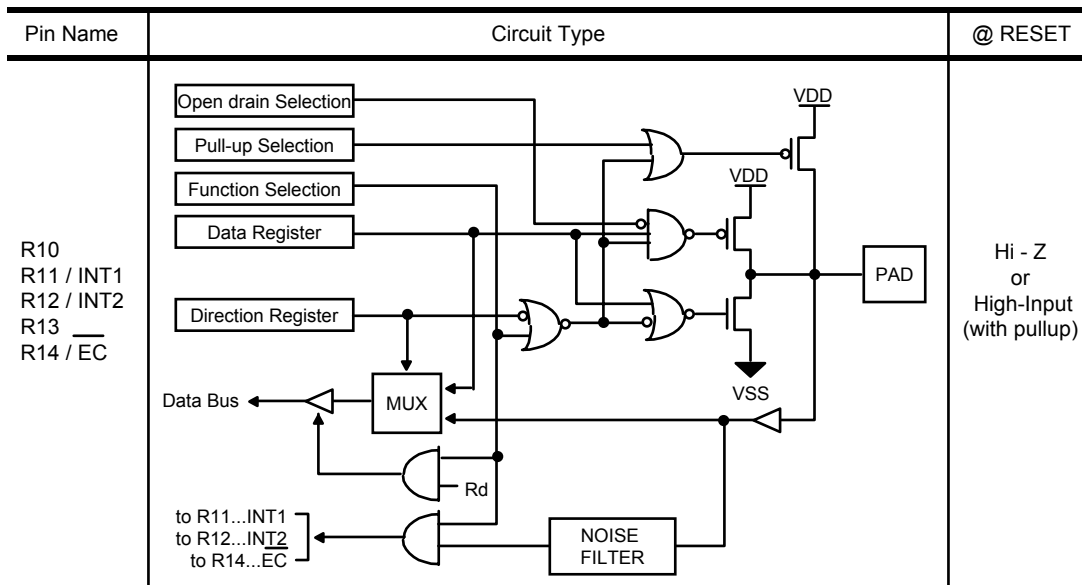 Pin Name
Circuit Type
@ RESET
R10
R11 / INT1
R12 / INT2
R13
R14 / E̅C̅
Open drain Selection
Pull-up Selection
Function Selection
Data Register
Direction Register
VDD
VDD
PAD
VSS
Data Bus
MUX
Rd
to R11...INT1
to R12...INT2
to R14...E̅C̅
NOISE
FILTER
Hi - Z
or
High-Input
(with pullup)